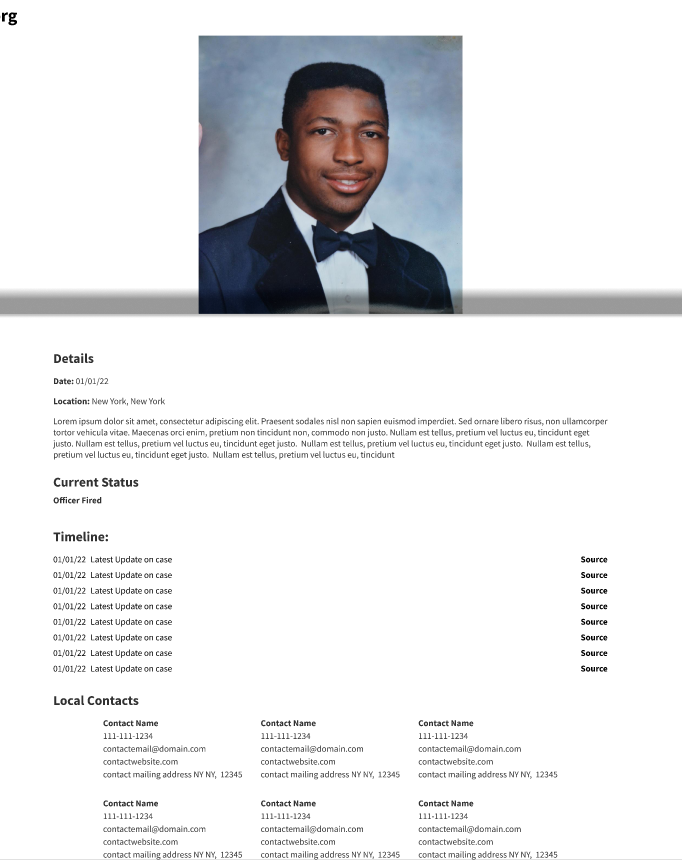 org
Details
Date: 01/01/22
Location: New York, New York
Lorem ipsum dolor sit amet, consectetur adipiscing elit. Praesent sodales nisl non sapien euismod imperdiet. Sed ornare libero risus, non ullamcorper
tortor vehicula vitae. Maecenas orci enim, pretium non tincidunt non, commodo non justo. Nullam est tellus, pretium vel luctus eu, tincidunt eget
justo. Nullam est tellus, pretium vel luctus eu, tincidunt eget justo.  Nullam est tellus, pretium vel luctus eu, tincidunt eget justo.  Nullam est tellus,
pretium vel luctus eu, tincidunt eget justo.  Nullam est tellus, pretium vel luctus eu, tincidunt
Current Status
Officer Fired
Timeline:
01/01/22  Latest Update on case Source
01/01/22  Latest Update on case Source
01/01/22  Latest Update on case Source
01/01/22  Latest Update on case Source
01/01/22  Latest Update on case Source
01/01/22  Latest Update on case Source
01/01/22  Latest Update on case Source
01/01/22  Latest Update on case Source
Local Contacts
Contact Name Contact Name Contact Name
111-111-1234 111-111-1234 111-111-1234
contactemail@domain.com contactemail@domain.com contactemail@domain.com
contactwebsite.com contactwebsite.com contactwebsite.com
contact mailing address NY NY,  12345 contact mailing address NY NY,  12345 contact mailing address NY NY,  12345
Contact Name Contact Name Contact Name
111-111-1234 111-111-1234 111-111-1234
contactemail@domain.com contactemail@domain.com contactemail@domain.com
contactwebsite.com contactwebsite.com contactwebsite.com
contact mailing address NY NY,  12345 contact mailing address NY NY,  12345 contact mailing address NY NY,  12345